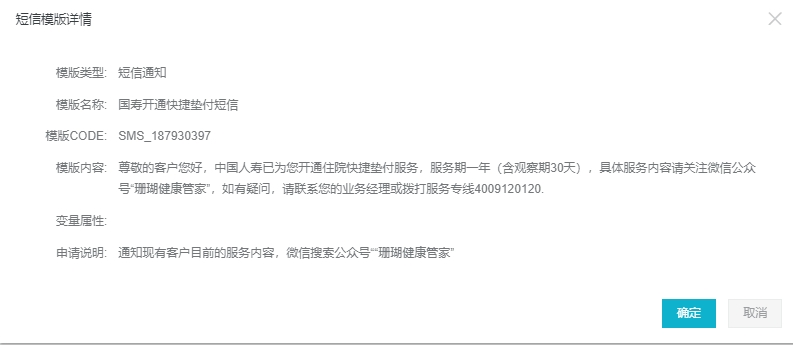 短信模版详情
模版类型: 短信通知
模版名称: 国寿开通快捷垫付短信
模版CODE: SMS_187930397
模版内容: 尊敬的客户您好，中国人寿已为您开通住院快捷垫付服务，服务期一年（含观察期30天），具体服务内容请关注微信公众
号“珊瑚健康管家”，如有疑问，请联系您的业务经理或拨打服务专线4009120120.
变量属性:
申请说明: 通知现有客户目前的服务内容，微信搜索公众号““珊瑚健康管家”
确定 取消